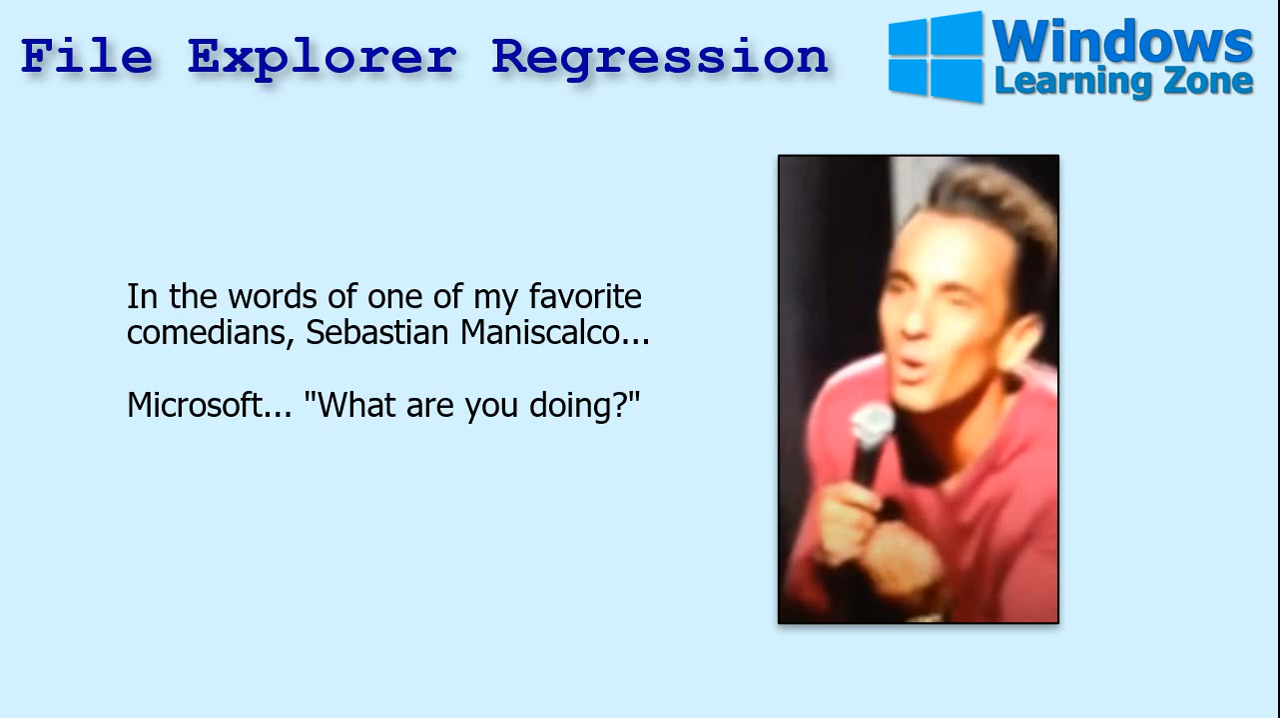 File Explorer Regression
Windows
Learning Zone
In the words of one of my favorite
comedians, Sebastian Maniscalco...
Microsoft... "What are you doing?"